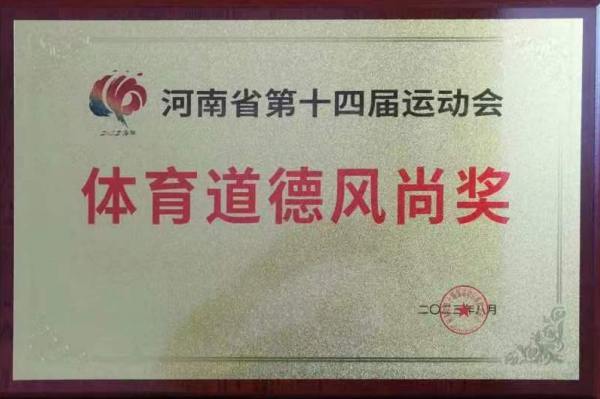 河南省第十四届运动会
体育道德风尚奖
二〇二三年八月